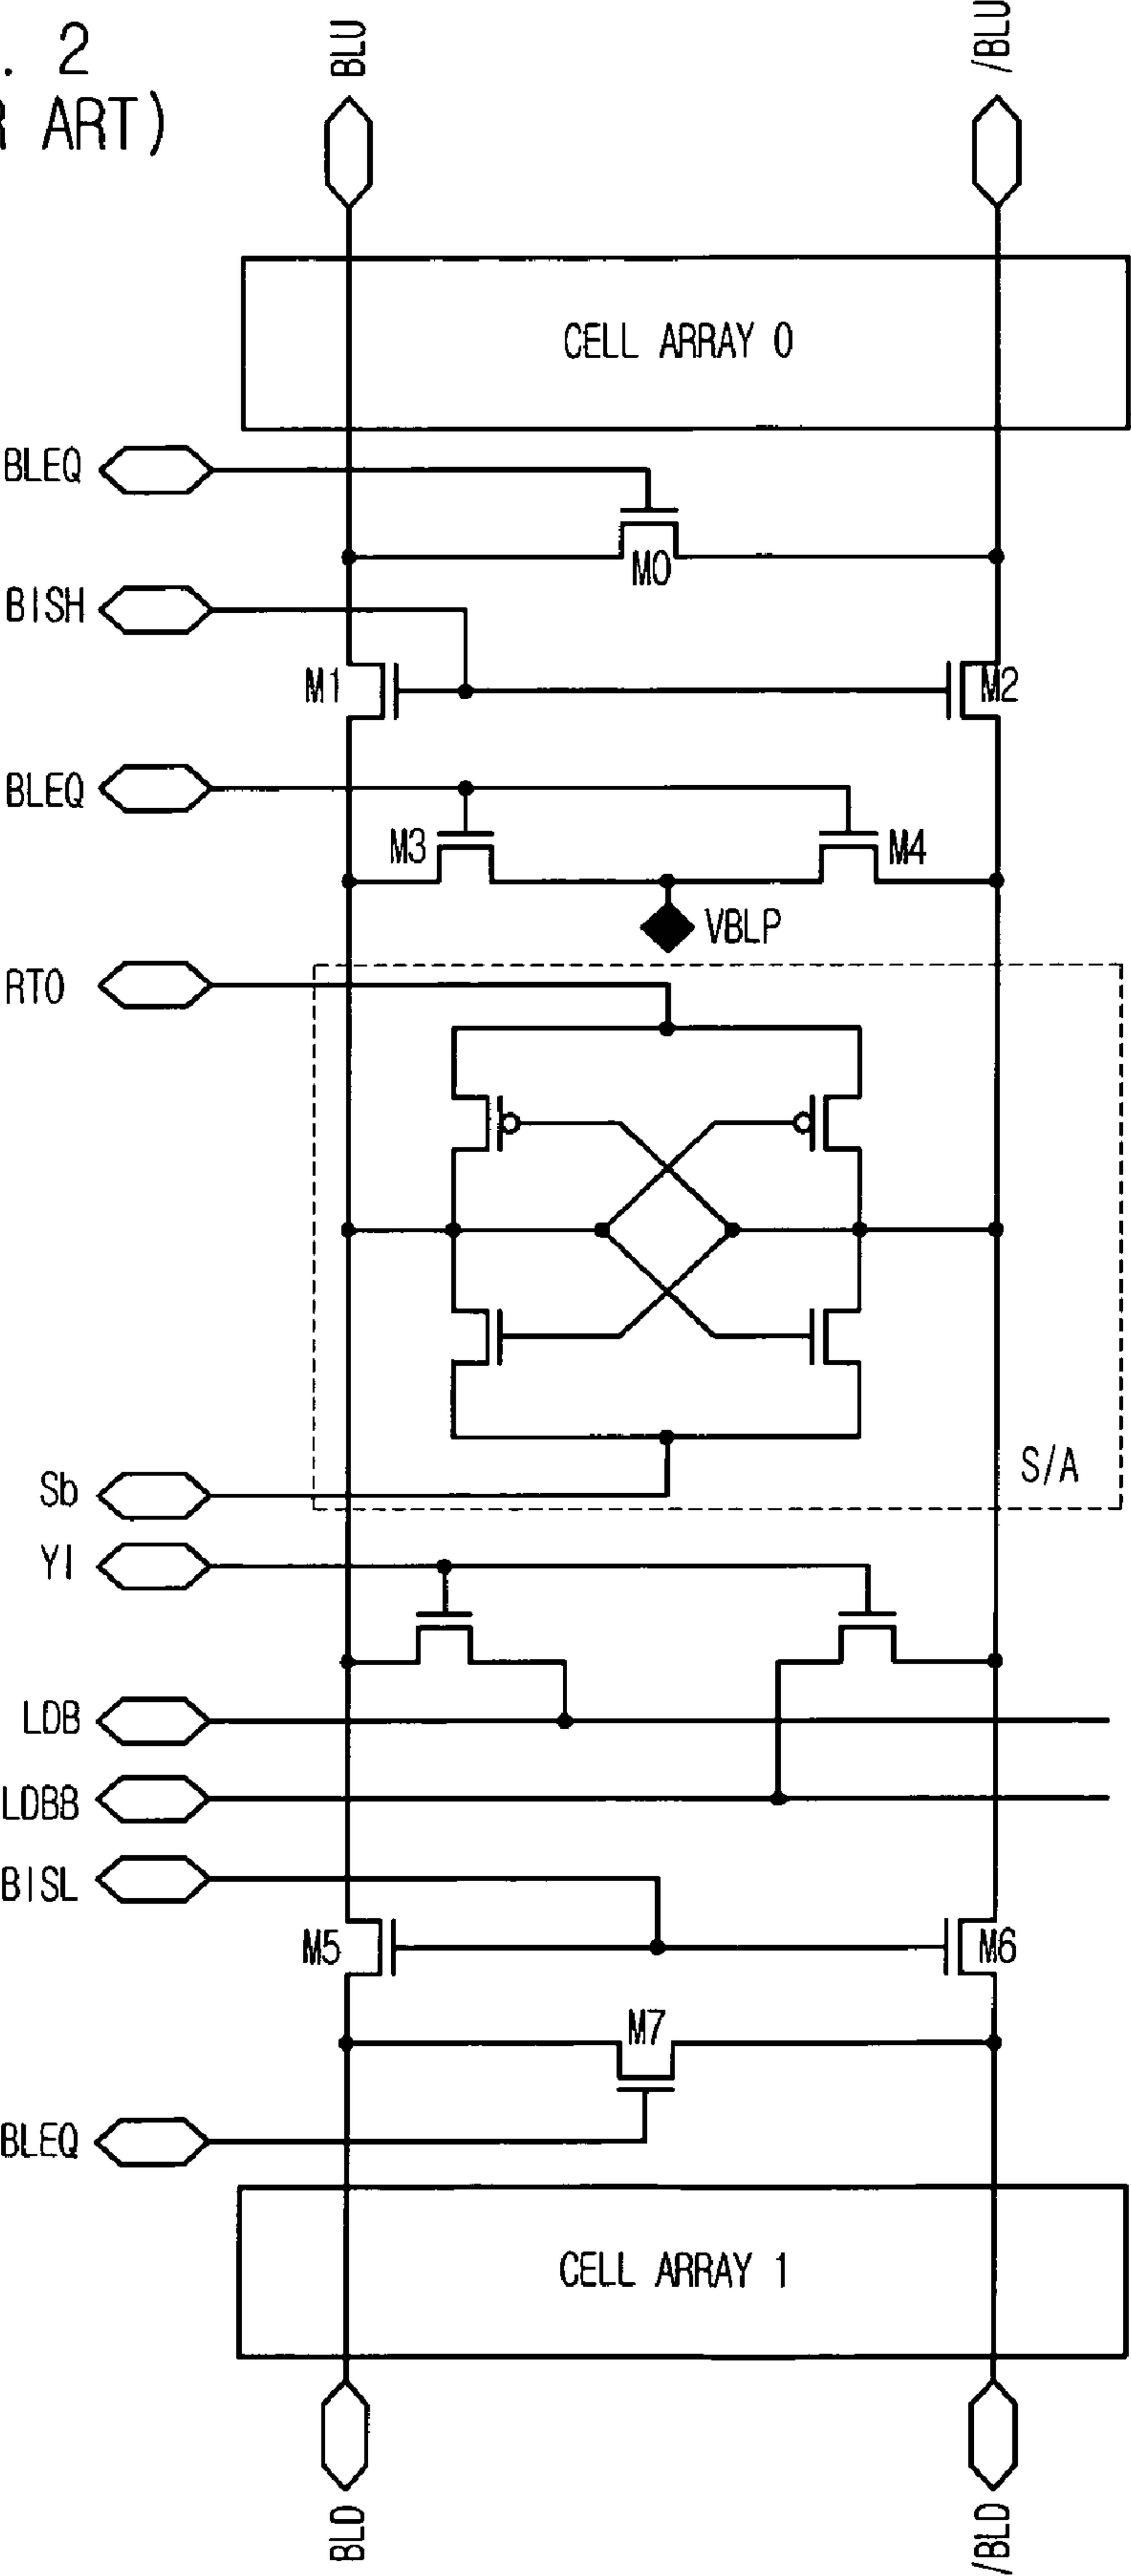 . 2
R ART)
BLU
/BLU
CELL ARRAY 0
BLEQ
M0
BISH
M1
M2
BLEQ
M3
M4
VBLP
RTO
S/A
Sb
YI
LDB
LDBB
BISL
M5
M6
M7
BLEQ
CELL ARRAY 1
BLD
/BLD